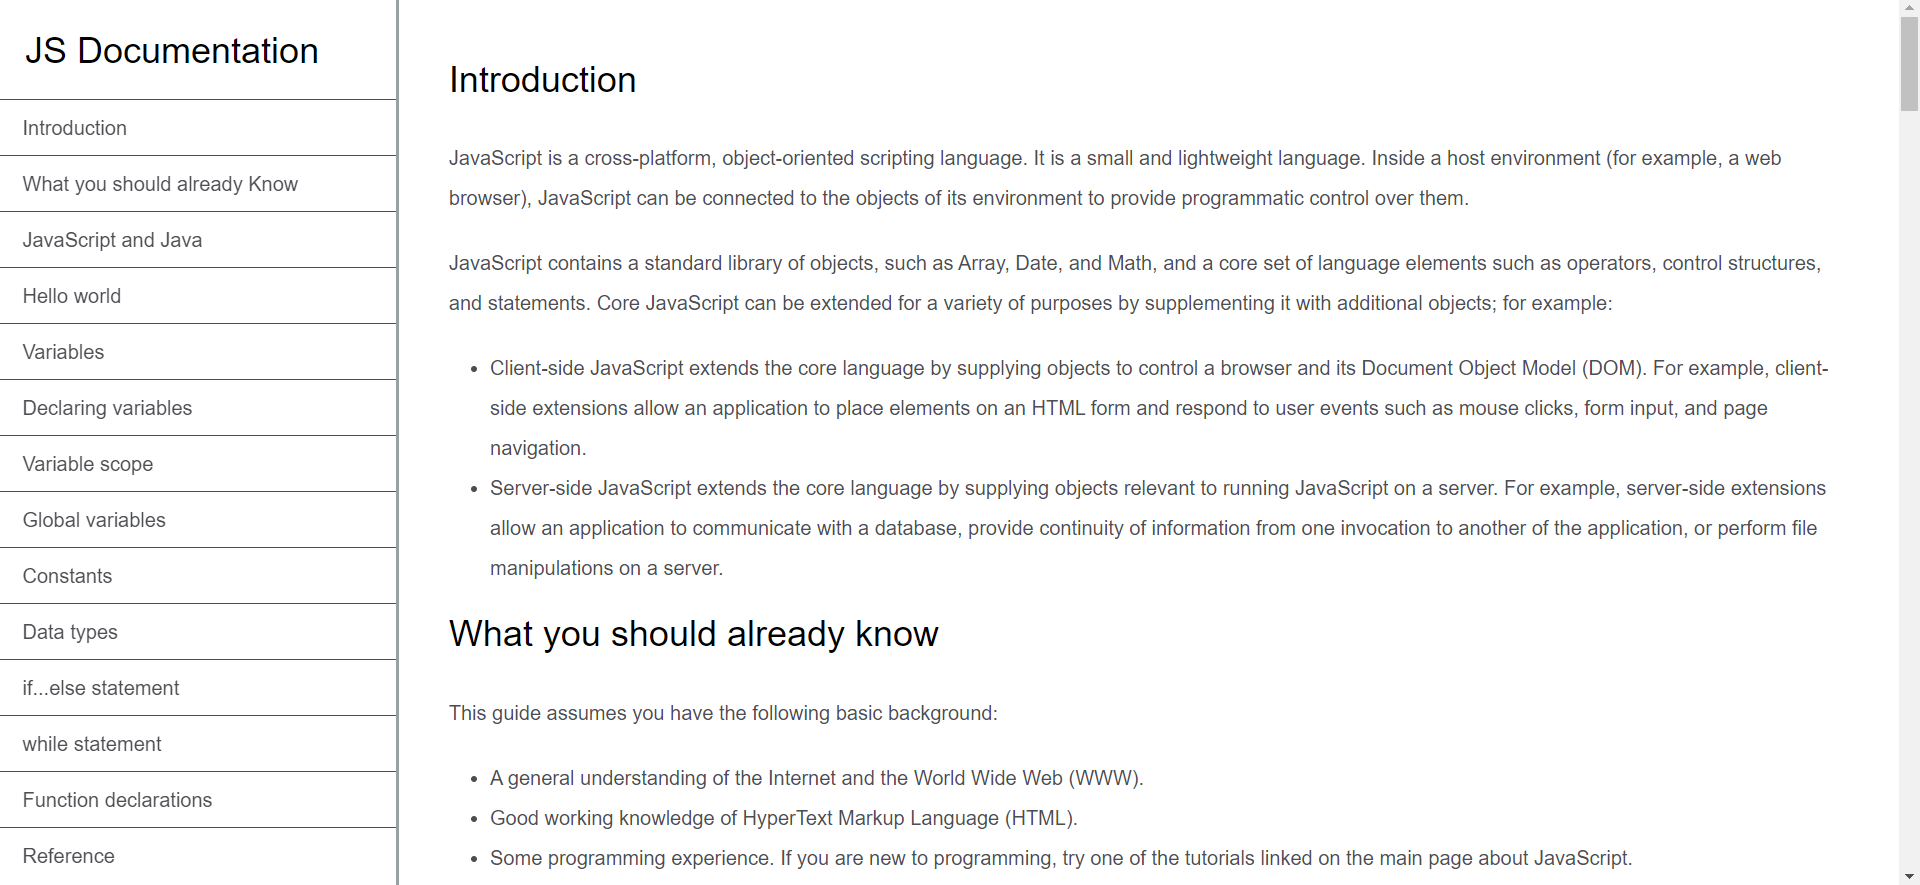 JS Documentation
Introduction
What you should already Know
JavaScript and Java
Hello world
Variables
Declaring variables
Variable scope
Global variables
Constants
Data types
if...else statement
while statement
Function declarations
Reference
Introduction
JavaScript is a cross-platform, object-oriented scripting language. It is a small and lightweight language. Inside a host environment (for example, a web
browser), JavaScript can be connected to the objects of its environment to provide programmatic control over them.
JavaScript contains a standard library of objects, such as Array, Date, and Math, and a core set of language elements such as operators, control structures,
and statements. Core JavaScript can be extended for a variety of purposes by supplementing it with additional objects; for example:
• Client-side JavaScript extends the core language by supplying objects to control a browser and its Document Object Model (DOM). For example, client-
side extensions allow an application to place elements on an HTML form and respond to user events such as mouse clicks, form input, and page
navigation.
• Server-side JavaScript extends the core language by supplying objects relevant to running JavaScript on a server. For example, server-side extensions
allow an application to communicate with a database, provide continuity of information from one invocation to another of the application, or perform file
manipulations on a server.
What you should already know
This guide assumes you have the following basic background:
• A general understanding of the Internet and the World Wide Web (WWW).
• Good working knowledge of HyperText Markup Language (HTML).
• Some programming experience. If you are new to programming, try one of the tutorials linked on the main page about JavaScript.